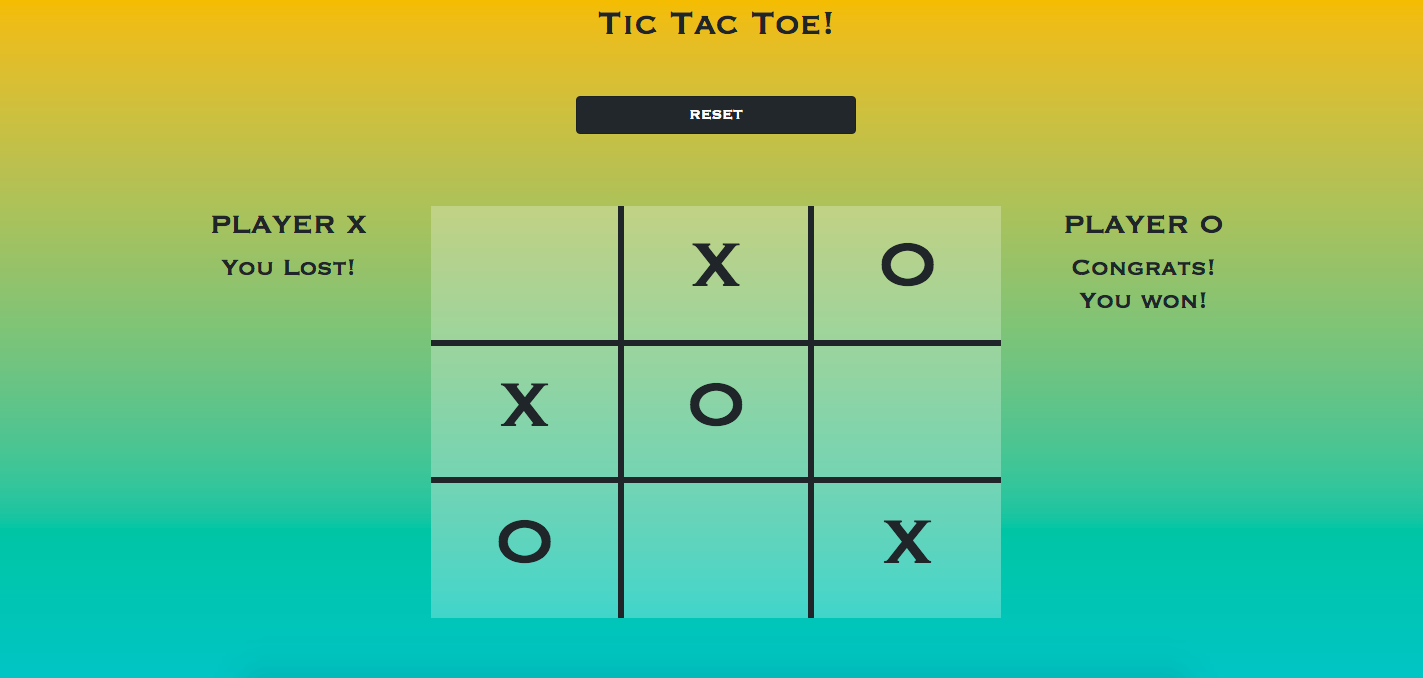 Tic Tac Toe!
RESET
PLAYER X
You Lost!
X
O
PLAYER O
Congrats!
You won!
X
O
O
X